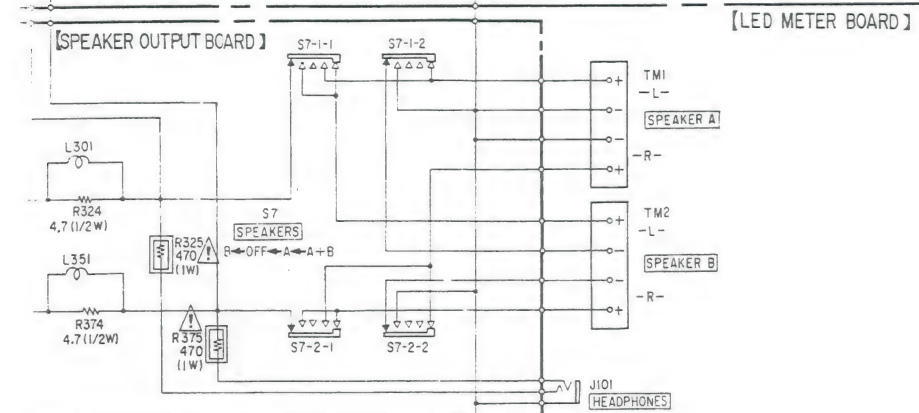 【LED METER BOARD】
【SPEAKER OUTPUT BOARD】
S7-1-1
S7-1-2
TM1
-L-
+
-
SPEAKER A
-
-R-
+
L301
R324
4.7(1/2W)
S7
SPEAKERS
B←OFF←A←A+B
R325
470
(1W)
!
TM2
-L-
+
-
SPEAKER B
-
-R-
+
L351
R374
4.7(1/2W)
!
R375
470
(1W)
S7-2-1
S7-2-2
J101
HEADPHONES